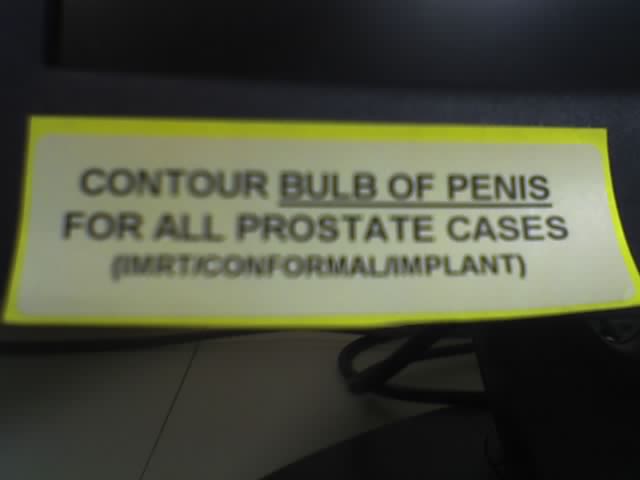 CONTOUR BULB OF PENIS
FOR ALL PROSTATE CASES
(IMRT/CONFORMAL/IMPLANT)